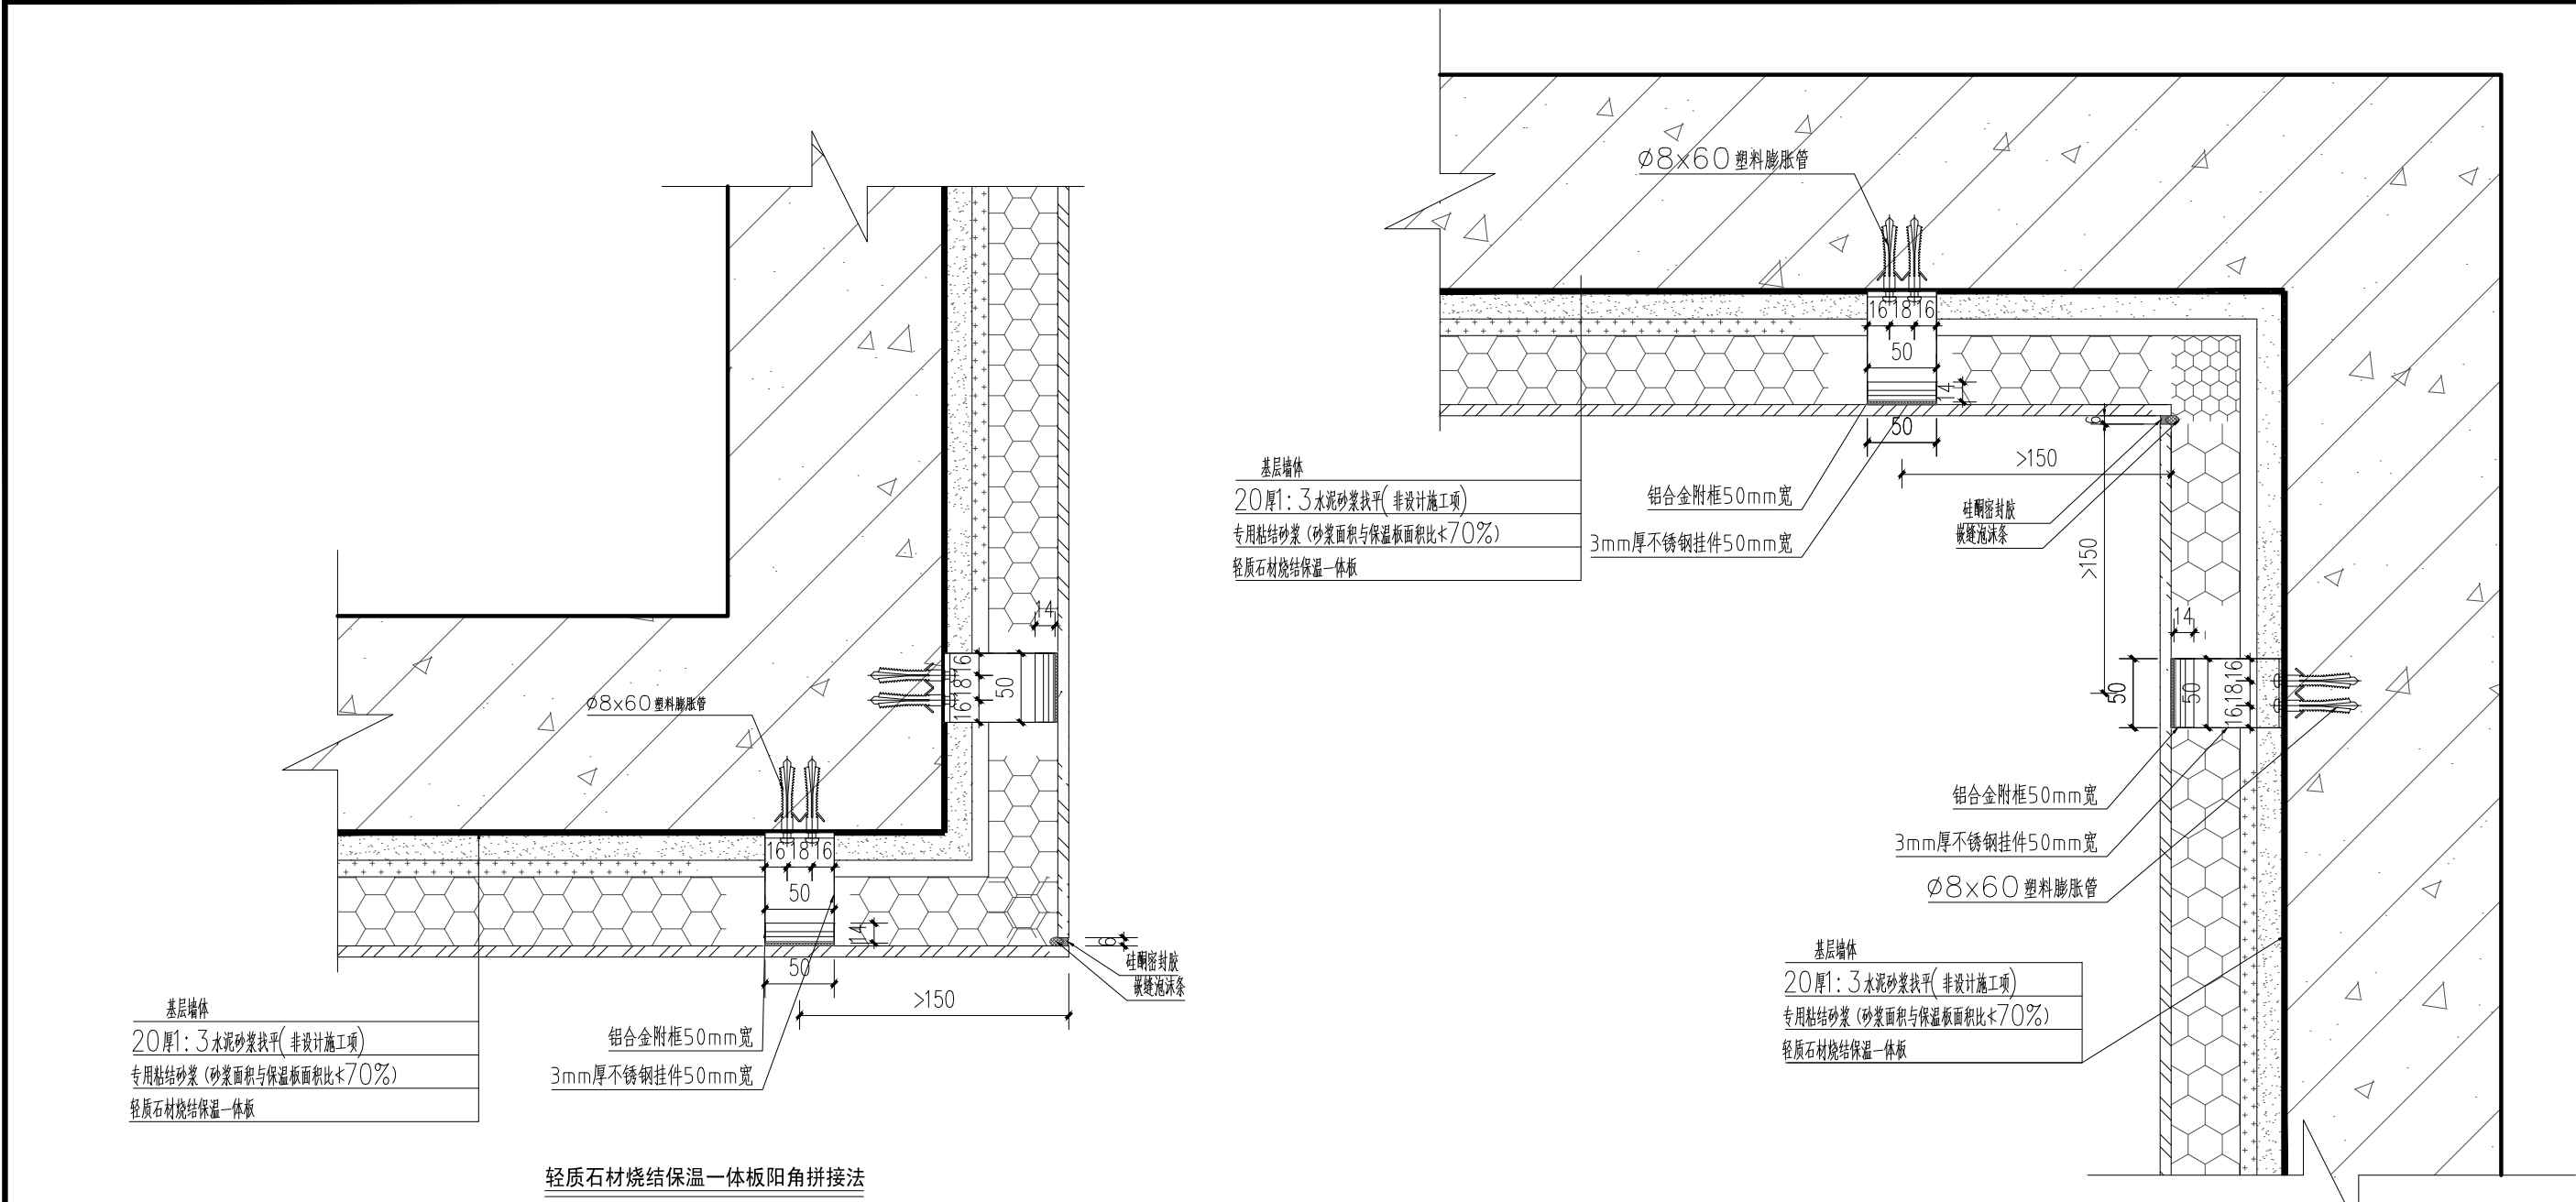 Ø8x60塑料膨胀管
16 18 16
50
14
50
14
16
18
16
50
6
>150
硅酮密封胶
嵌缝泡沫条
基层墙体
20厚1:3水泥砂浆找平(非设计施工项)
专用粘结砂浆(砂浆面积与保温板面积比≮70%)
轻质石材烧结保温一体板
铝合金附框50mm宽
3mm厚不锈钢挂件50mm宽
轻质石材烧结保温一体板阳角拼接法
Ø8x60塑料膨胀管
16 18 16
50
14
50
6
>150
基层墙体
20厚1:3水泥砂浆找平(非设计施工项)
专用粘结砂浆(砂浆面积与保温板面积比≮70%)
轻质石材烧结保温一体板
铝合金附框50mm宽
3mm厚不锈钢挂件50mm宽
硅酮密封胶
嵌缝泡沫条
>150
14
50
50
16
18
16
铝合金附框50mm宽
3mm厚不锈钢挂件50mm宽
Ø8x60塑料膨胀管
基层墙体
20厚1:3水泥砂浆找平(非设计施工项)
专用粘结砂浆(砂浆面积与保温板面积比≮70%)
轻质石材烧结保温一体板